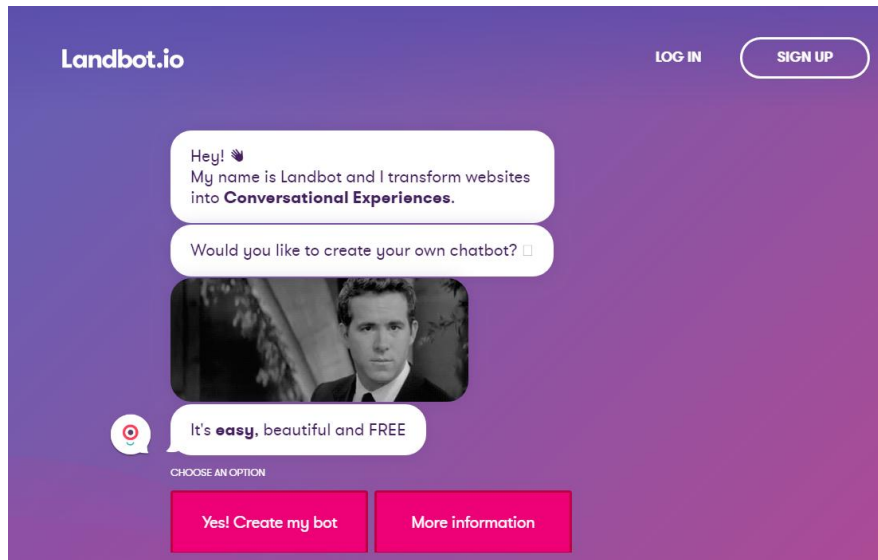 Landbot.io
LOG IN
SIGN UP
Hey! 👋
My name is Landbot and I transform websites
into Conversational Experiences.
Would you like to create your own chatbot? □
It's easy, beautiful and FREE
CHOOSE AN OPTION
Yes! Create my bot
More information